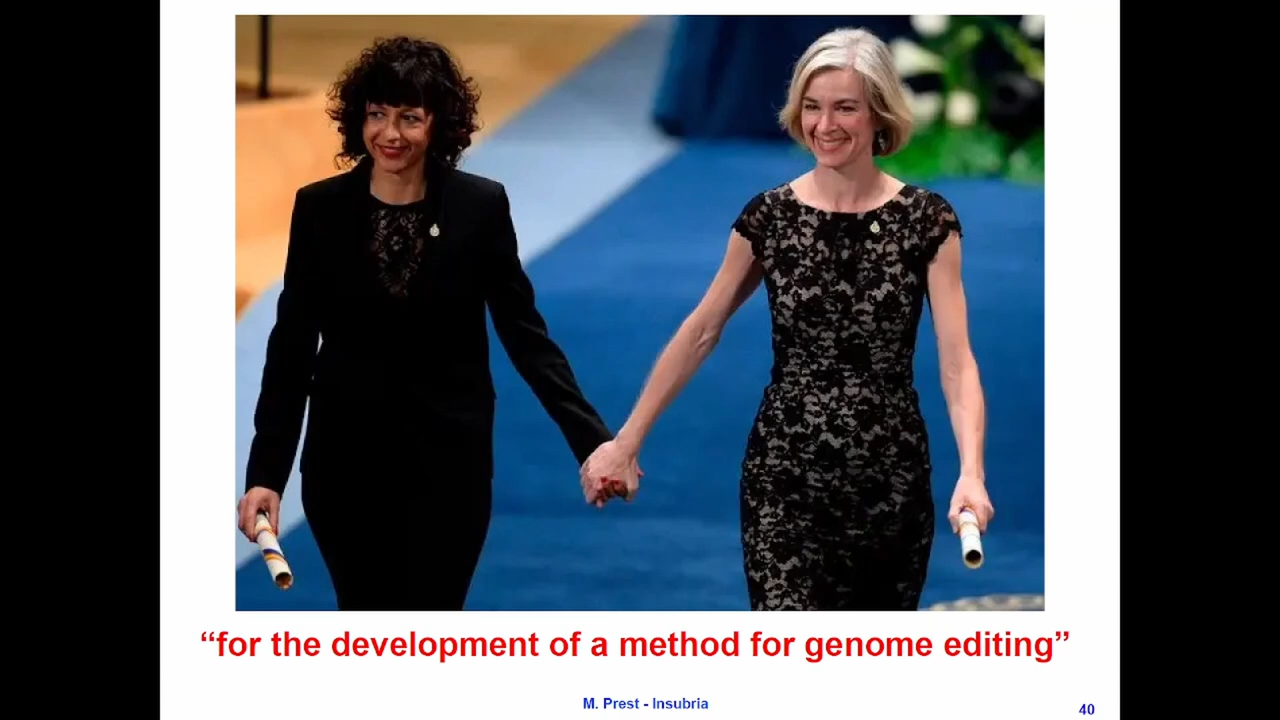 “for the development of a method for genome editing”
M. Prest - Insubria
40